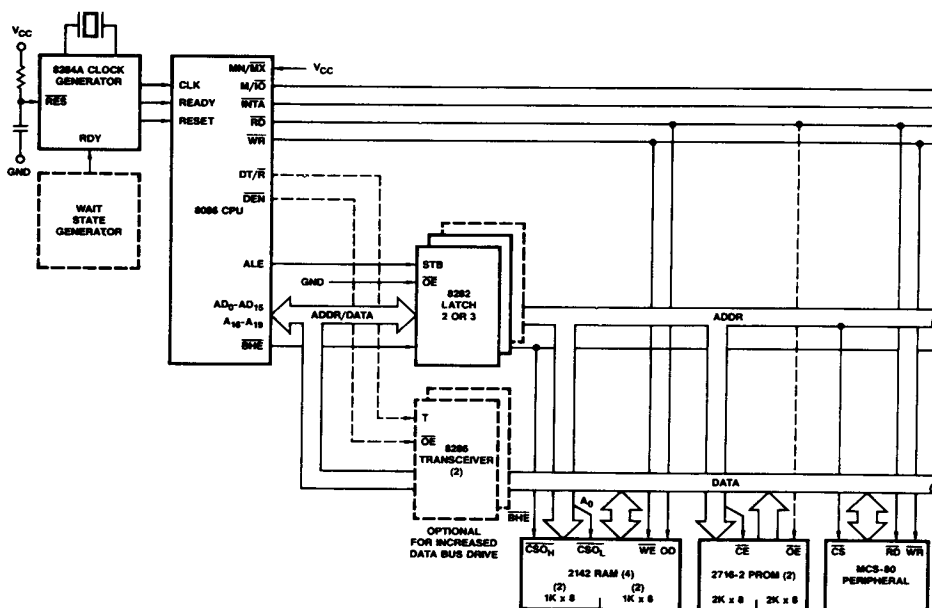 VCC
8284A CLOCK
GENERATOR
RES
RDY
GND
WAIT
STATE
GENERATOR
CLK
READY
RESET
8086 CPU
MN/MX
M/IO
INTA
RD
WR
DT/R
DEN
ALE
AD0-AD15
A16-A19
BHE
VCC
GND
STB
OE
8282
LATCH
2 OR 3
ADDR/DATA
ADDR
T
OE
8286
TRANSCEIVER
(2)
OPTIONAL
FOR INCREASED
DATA BUS DRIVE
DATA
BHE
A0
CSOH
CSOL
WE OD
2142 RAM (4)
(2)
1K x 8
(2)
1K x 8
CE
OE
2716-2 PROM (2)
2K x 8
2K x 8
CS
RD WR
MCS-80
PERIPHERAL